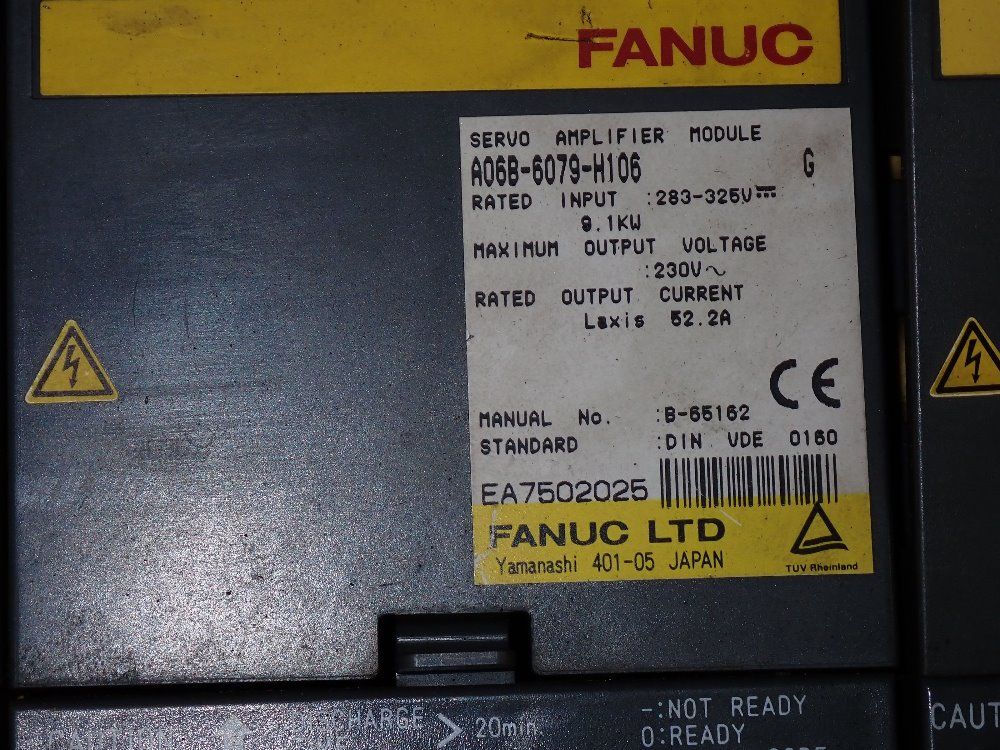 FANUC
SERVO AMPLIFIER MODULE
A06B-6079-H106 G
RATED INPUT :283-325V
9.1KW
MAXIMUM OUTPUT VOLTAGE
:230V~
RATED OUTPUT CURRENT
Laxis 52.2A
CE
MANUAL No. :B-65162
STANDARD :DIN VDE 0160
EA7502025
FANUC LTD
Yamanashi 401-05 JAPAN
TUV Rheinland
CHARGE > 20min.
-:NOT READY
0:READY
CAUT